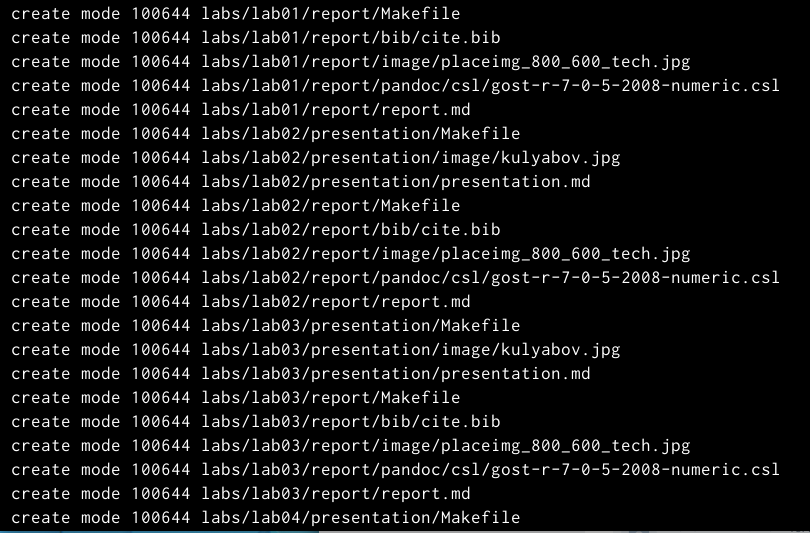 create mode 100644 labs/lab01/report/Makefile
create mode 100644 labs/lab01/report/bib/cite.bib
create mode 100644 labs/lab01/report/image/placeimg_800_600_tech.jpg
create mode 100644 labs/lab01/report/pandoc/csl/gost-r-7-0-5-2008-numeric.csl
create mode 100644 labs/lab01/report/report.md
create mode 100644 labs/lab02/presentation/Makefile
create mode 100644 labs/lab02/presentation/image/kulyabov.jpg
create mode 100644 labs/lab02/presentation/presentation.md
create mode 100644 labs/lab02/report/Makefile
create mode 100644 labs/lab02/report/bib/cite.bib
create mode 100644 labs/lab02/report/image/placeimg_800_600_tech.jpg
create mode 100644 labs/lab02/report/pandoc/csl/gost-r-7-0-5-2008-numeric.csl
create mode 100644 labs/lab02/report/report.md
create mode 100644 labs/lab03/presentation/Makefile
create mode 100644 labs/lab03/presentation/image/kulyabov.jpg
create mode 100644 labs/lab03/presentation/presentation.md
create mode 100644 labs/lab03/report/Makefile
create mode 100644 labs/lab03/report/bib/cite.bib
create mode 100644 labs/lab03/report/image/placeimg_800_600_tech.jpg
create mode 100644 labs/lab03/report/pandoc/csl/gost-r-7-0-5-2008-numeric.csl
create mode 100644 labs/lab03/report/report.md
create mode 100644 labs/lab04/presentation/Makefile